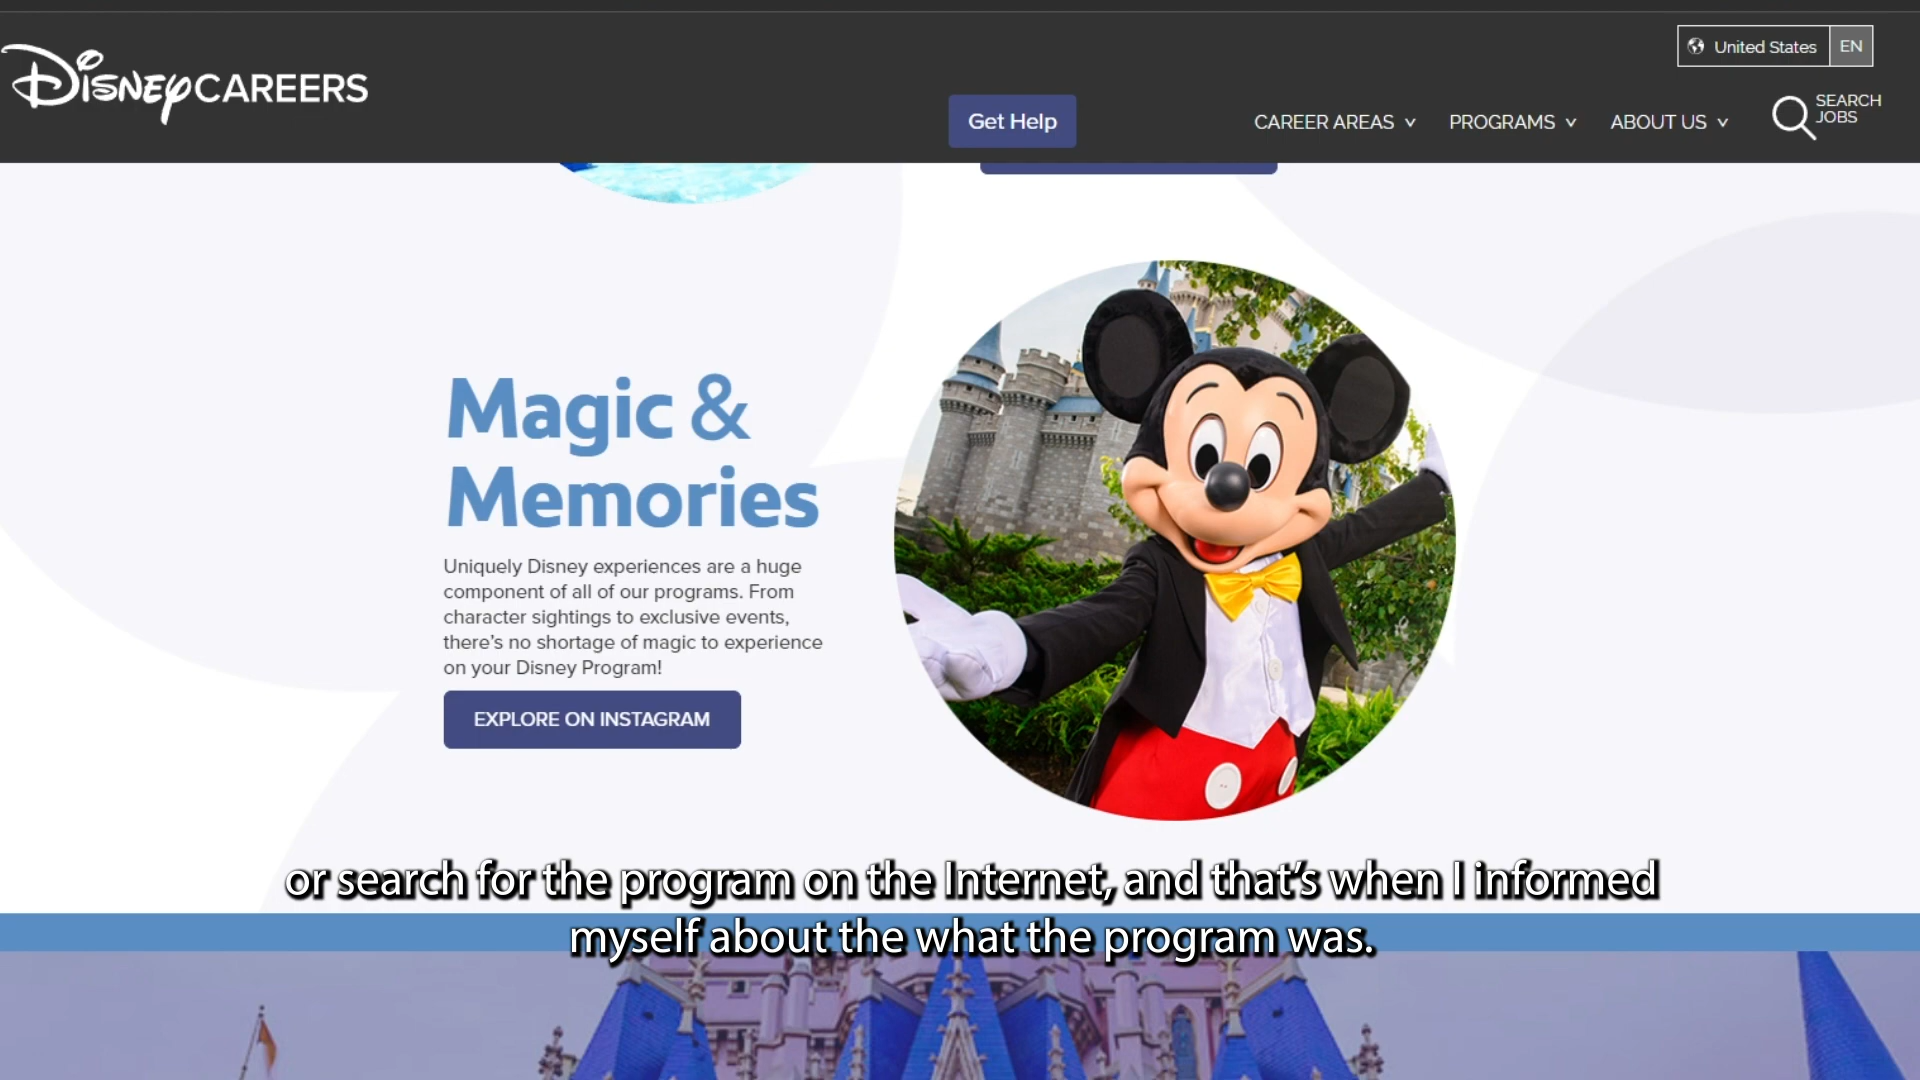 United States EN
DISNEY CAREERS
Get Help
CAREER AREAS
PROGRAMS
ABOUT US
SEARCH
JOBS
Magic &
Memories
Uniquely Disney experiences are a huge
component of all of our programs. From
character sightings to exclusive events,
there's no shortage of magic to experience
on your Disney Program!
EXPLORE ON INSTAGRAM
or search for the program on the Internet, and that's when I informed
myself about the what the program was.